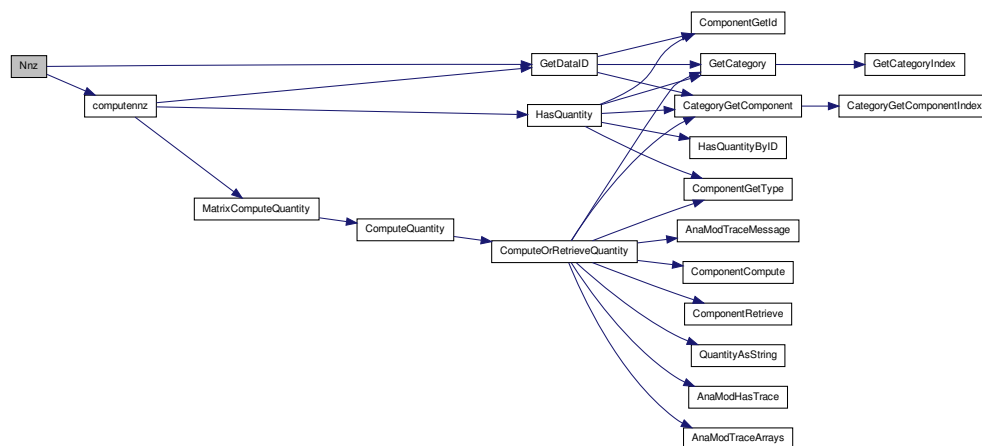 Nnz
computennz
MatrixComputeQuantity
ComputeQuantity
GetDataID
HasQuantity
ComputeOrRetrieveQuantity
ComponentGetId
GetCategory
CategoryGetComponent
HasQuantityByID
ComponentGetType
AnaModTraceMessage
ComponentCompute
ComponentRetrieve
QuantityAsString
AnaModHasTrace
AnaModTraceArrays
GetCategoryIndex
CategoryGetComponentIndex